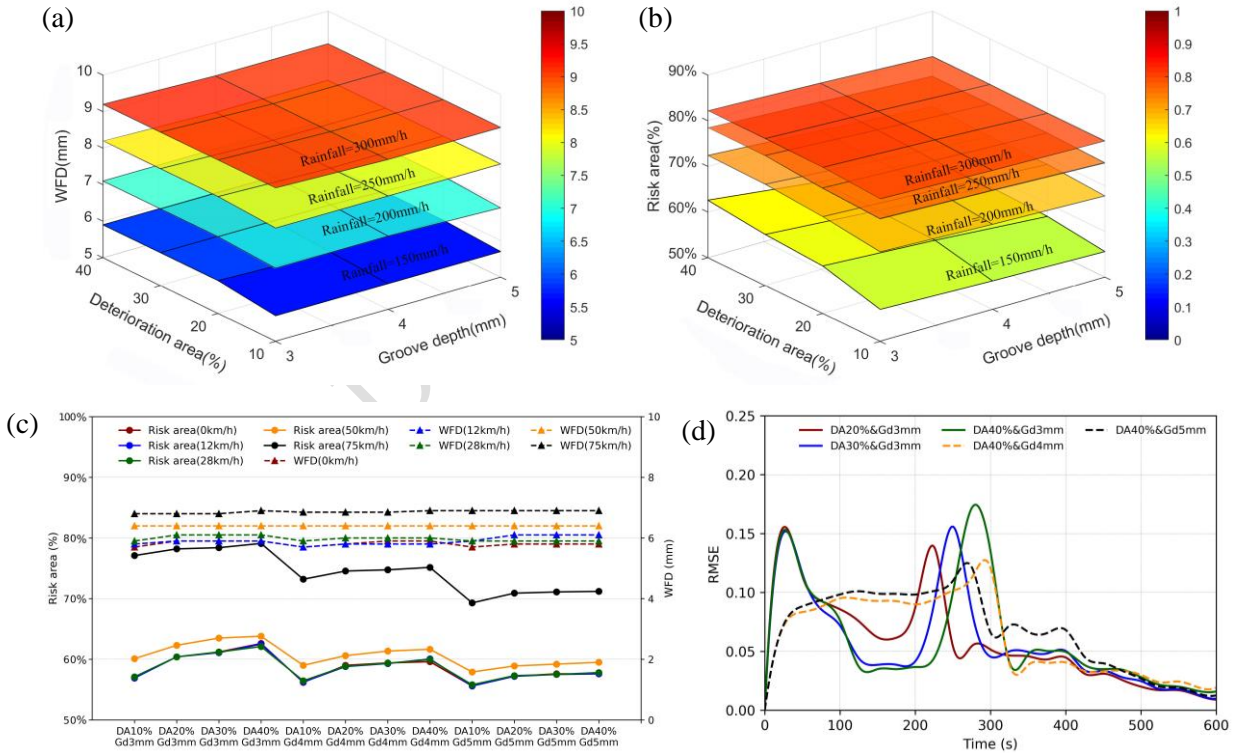 (a)
10
9
8
7
6
5
WFD(mm)
40
30
20
10
Deterioration area(%)
3
4
5
Groove depth(mm)
Rainfall=300mm/h
Rainfall=250mm/h
Rainfall=200mm/h
Rainfall=150mm/h
10
9.5
9
8.5
8
7.5
7
6.5
6
5.5
5
(b)
90%
80%
70%
60%
50%
Risk area(%)
40
30
20
10
Deterioration area(%)
3
4
5
Groove depth(mm)
Rainfall=300mm/h
Rainfall=250mm/h
Rainfall=200mm/h
Rainfall=150mm/h
1
0.9
0.8
0.7
0.6
0.5
0.4
0.3
0.2
0.1
0
(c)
100%
90%
80%
70%
60%
50%
Risk area (%)
Risk area(0km/h)
Risk area(12km/h)
Risk area(28km/h)
Risk area(50km/h)
Risk area(75km/h)
WFD(0km/h)
WFD(12km/h)
WFD(28km/h)
WFD(50km/h)
WFD(75km/h)
10
8
6
4
2
0
WFD (mm)
DA10% DA20% DA30% DA40% DA10% DA20% DA30% DA40% DA10% DA20% DA30% DA40%
Gd3mm Gd3mm Gd3mm Gd3mm Gd4mm Gd4mm Gd4mm Gd4mm Gd5mm Gd5mm Gd5mm Gd5mm
(d)
0.25
0.20
0.15
0.10
0.05
0.00
RMSE
DA20%&Gd3mm
DA30%&Gd3mm
DA40%&Gd3mm
DA40%&Gd4mm
DA40%&Gd5mm
0 100 200 300 400 500 600
Time (s)